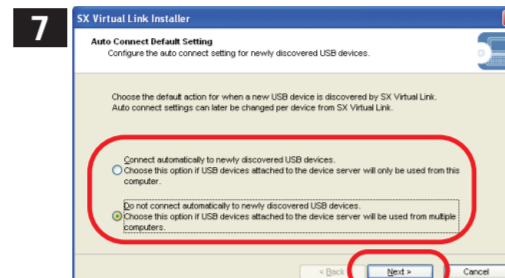 7
SX Virtual Link Installer
Auto Connect Default Setting
Configure the auto connect setting for newly discovered USB devices.
Choose the default action for when a new USB device is discovered by SX Virtual Link.
Auto connect settings can later be changed per device from SX Virtual Link.
Connect automatically to newly discovered USB devices.
Choose this option if USB devices attached to the device server will only be used from this
computer.
Do not connect automatically to newly discovered USB devices.
Choose this option if USB devices attached to the device server will be used from multiple
computers.
< Back Next > Cancel